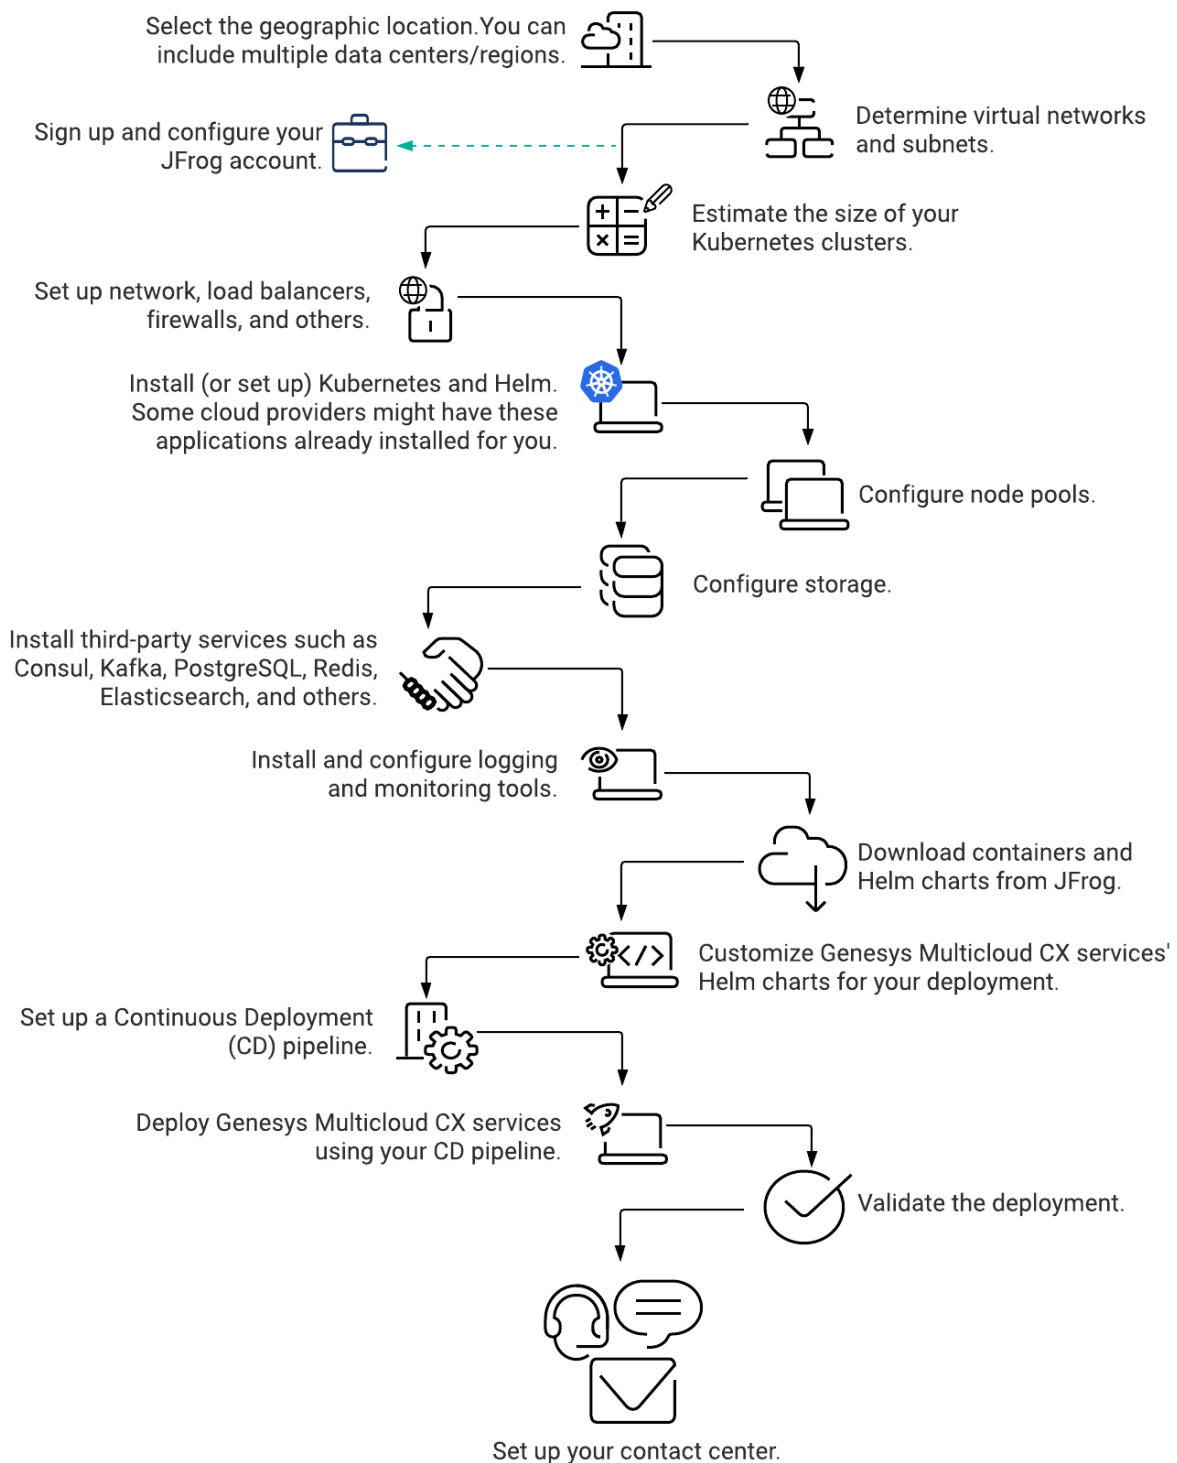 Select the geographic location.You can
include multiple data centers/regions.
Determine virtual networks
and subnets.
Sign up and configure your
JFrog account.
Estimate the size of your
Kubernetes clusters.
Set up network, load balancers,
firewalls, and others.
Install (or set up) Kubernetes and Helm.
Some cloud providers might have these
applications already installed for you.
Configure node pools.
Configure storage.
Install third-party services such as
Consul, Kafka, PostgreSQL, Redis,
Elasticsearch, and others.
Install and configure logging
and monitoring tools.
Download containers and
Helm charts from JFrog.
Customize Genesys Multicloud CX services'
Helm charts for your deployment.
Set up a Continuous Deployment
(CD) pipeline.
Deploy Genesys Multicloud CX services
using your CD pipeline.
Validate the deployment.
Set up your contact center.